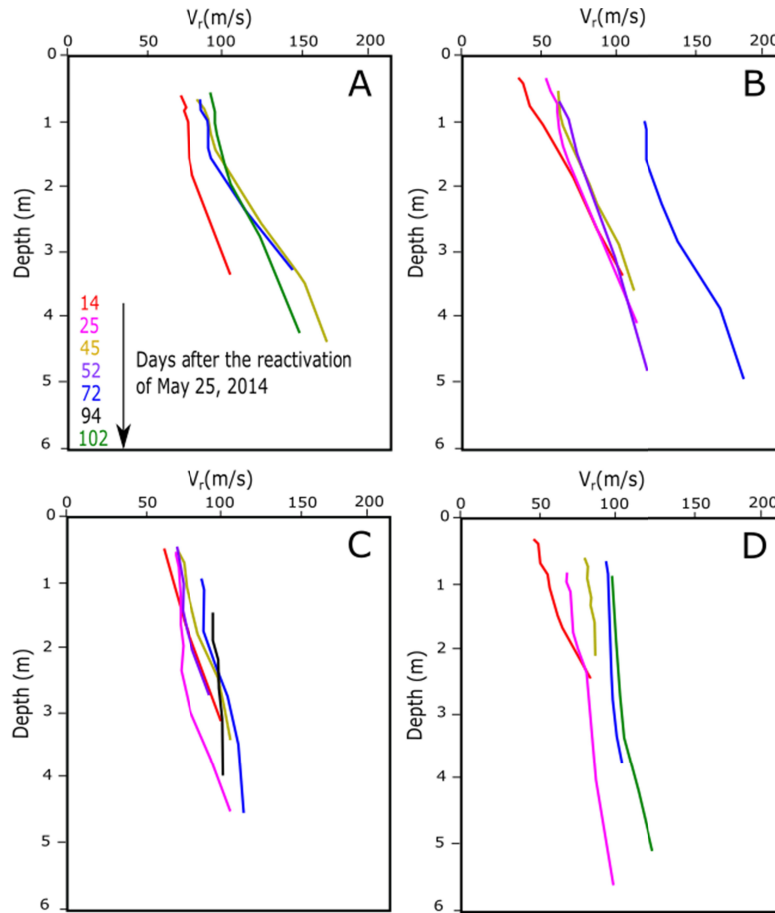 Vr(m/s) Vr(m/s)
0 50 100 150 200 0 50 100 150 200
0 0
A B
1 1
2 2
Depth (m) Depth (m)
3 3
14
4 4
25
45 Days after the reactivation
52 of May 25, 2014
5 5
72
94
6 102 6
Vr(m/s) Vr(m/s)
0 50 100 150 200 0 50 100 150 200
0 0
C D
1 1
2 2
Depth (m) Depth (m)
3 3
4 4
5 5
6 6